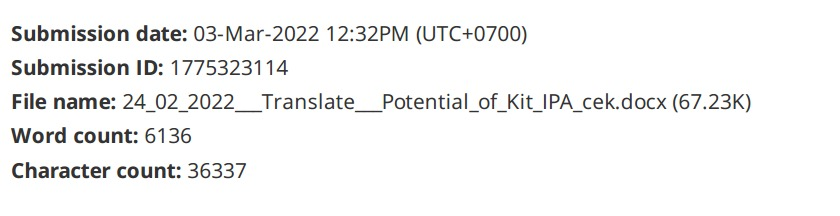 Submission date: 03-Mar-2022 12:32PM (UTC+0700)
Submission ID: 1775323114
File name: 24_02_2022___Translate___Potential_of_Kit_IPA_cek.docx (67.23K)
Word count: 6136
Character count: 36337